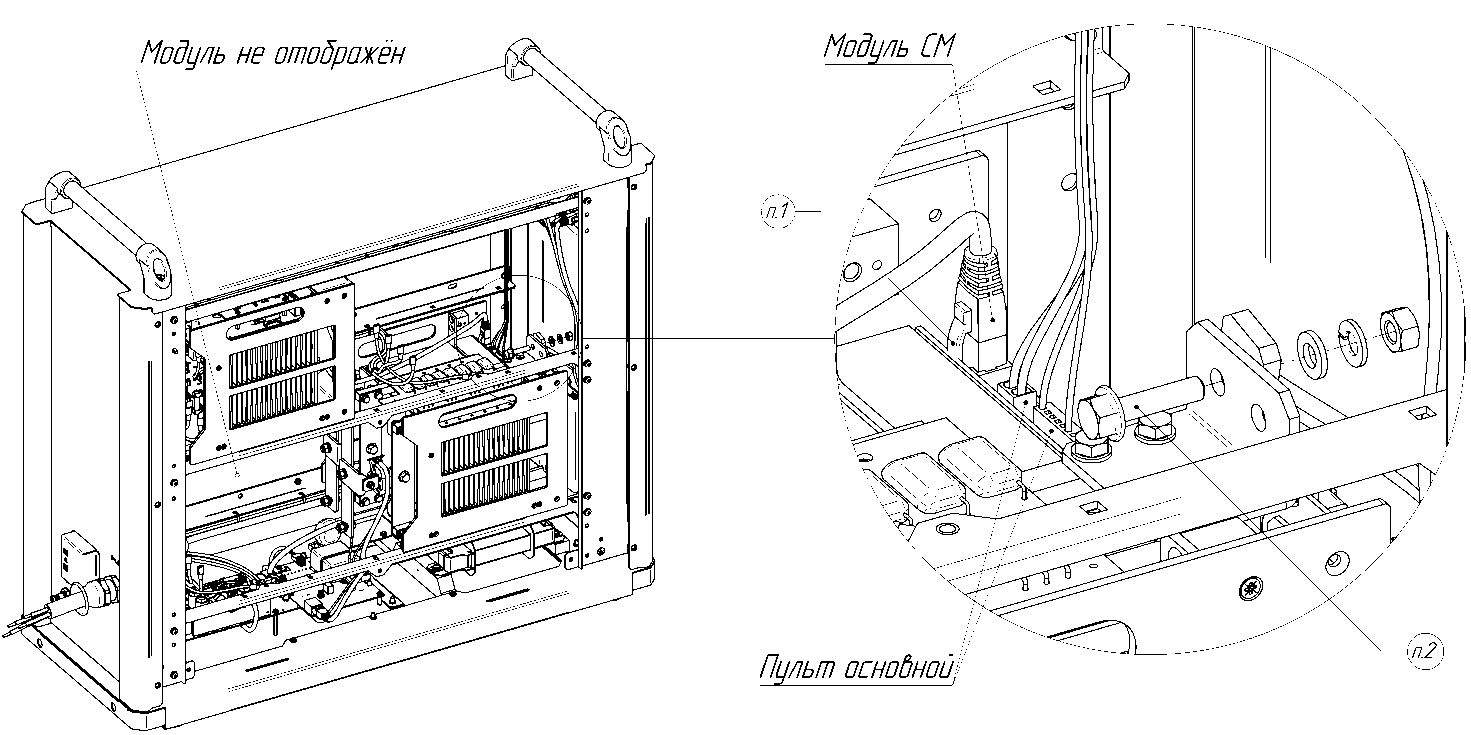 Модуль не отображён
Модуль СМ
п.1
Пульт основной
п.2